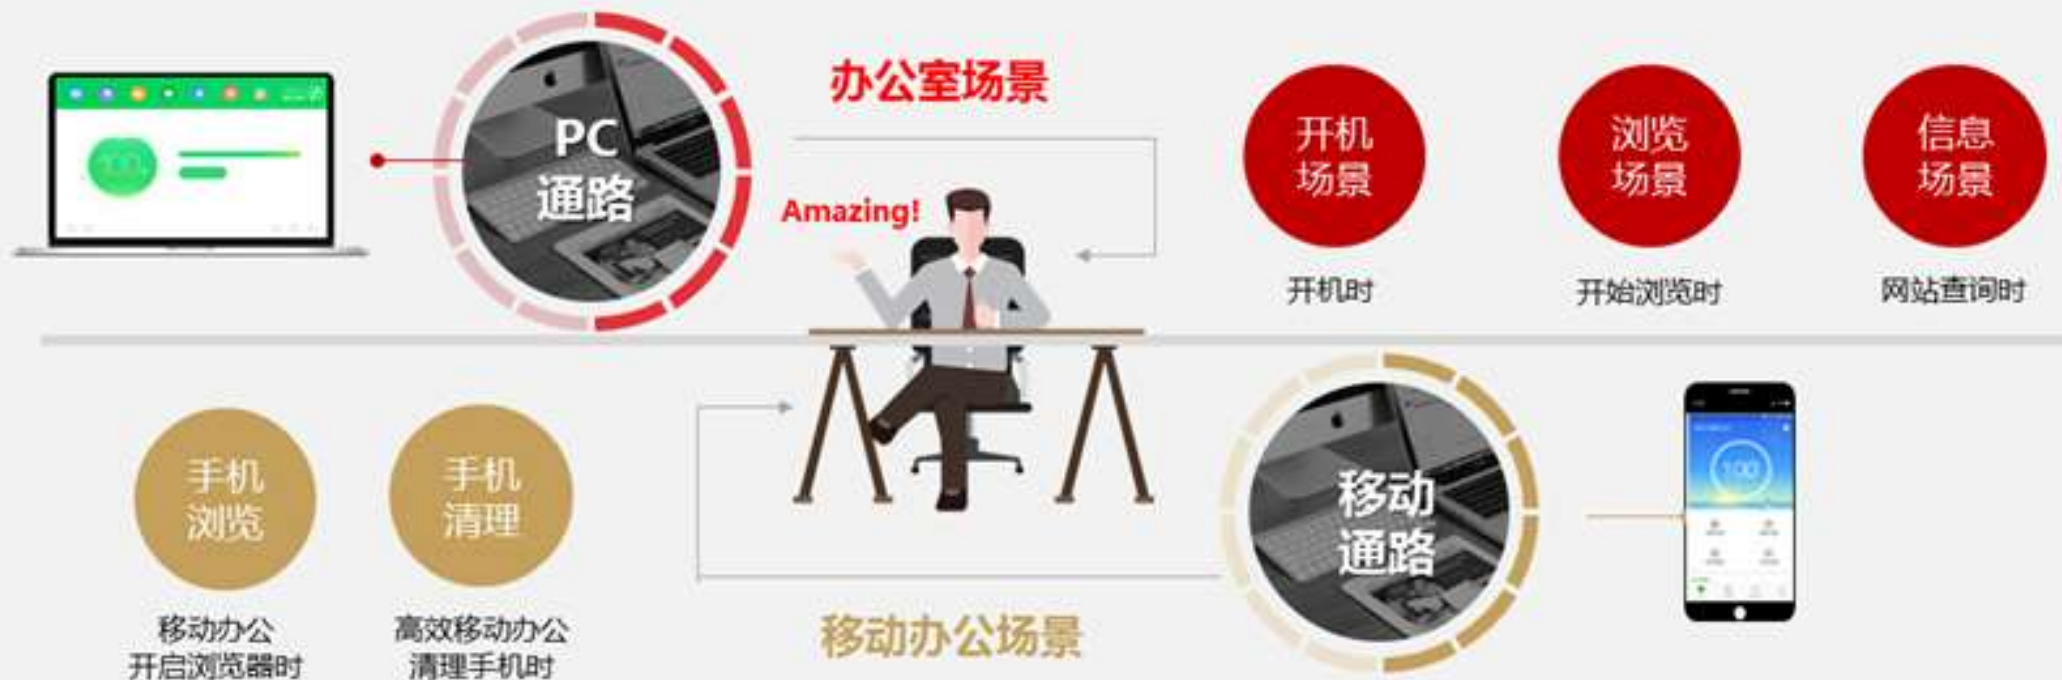 办公室场景
PC
通路
Amazing!
开机
场景
开机时
浏览
场景
开始浏览时
信息
场景
网站查询时
手机
浏览
移动办公
开启浏览器时
手机
清理
高效移动办公
清理手机时
移动办公场景
移动
通路
100